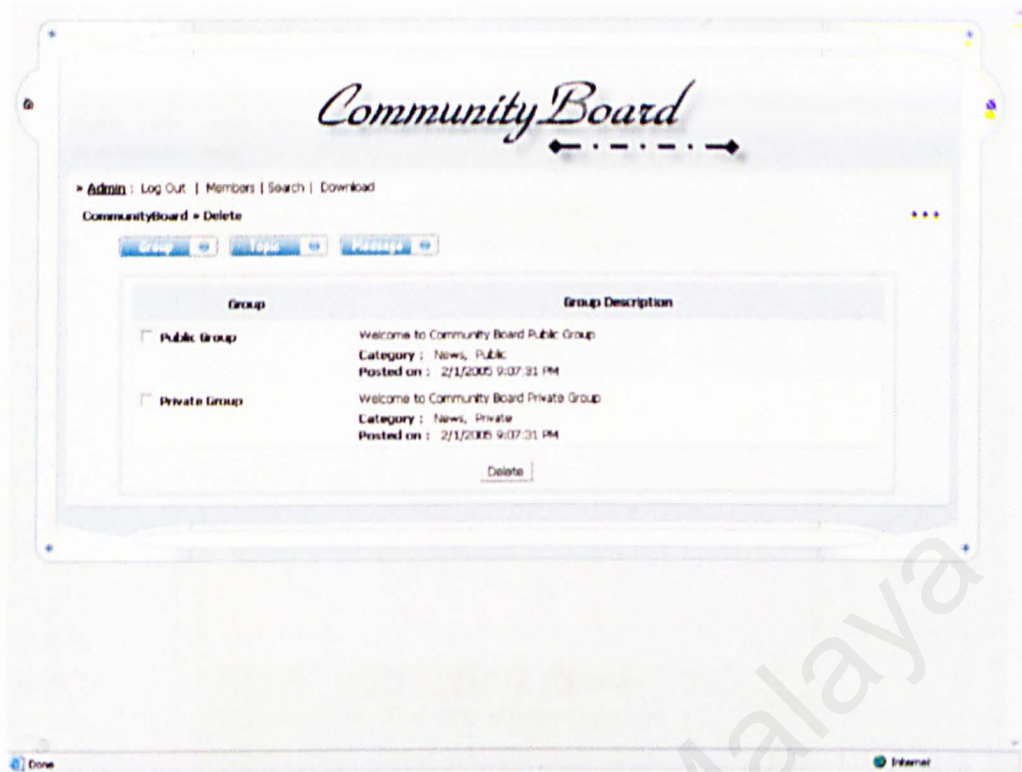 Community Board
» Admin : Log Out | Members | Search | Download
CommunityBoard » Delete
Group Topic Message
Group Group Description
Public Group Welcome to Community Board Public Group
Category : News, Public
Posted on : 2/1/2005 9:07:31 PM
Private Group Welcome to Community Board Private Group
Category : News, Private
Posted on : 2/1/2005 9:07:31 PM
Delete
Malaya
Done Internet